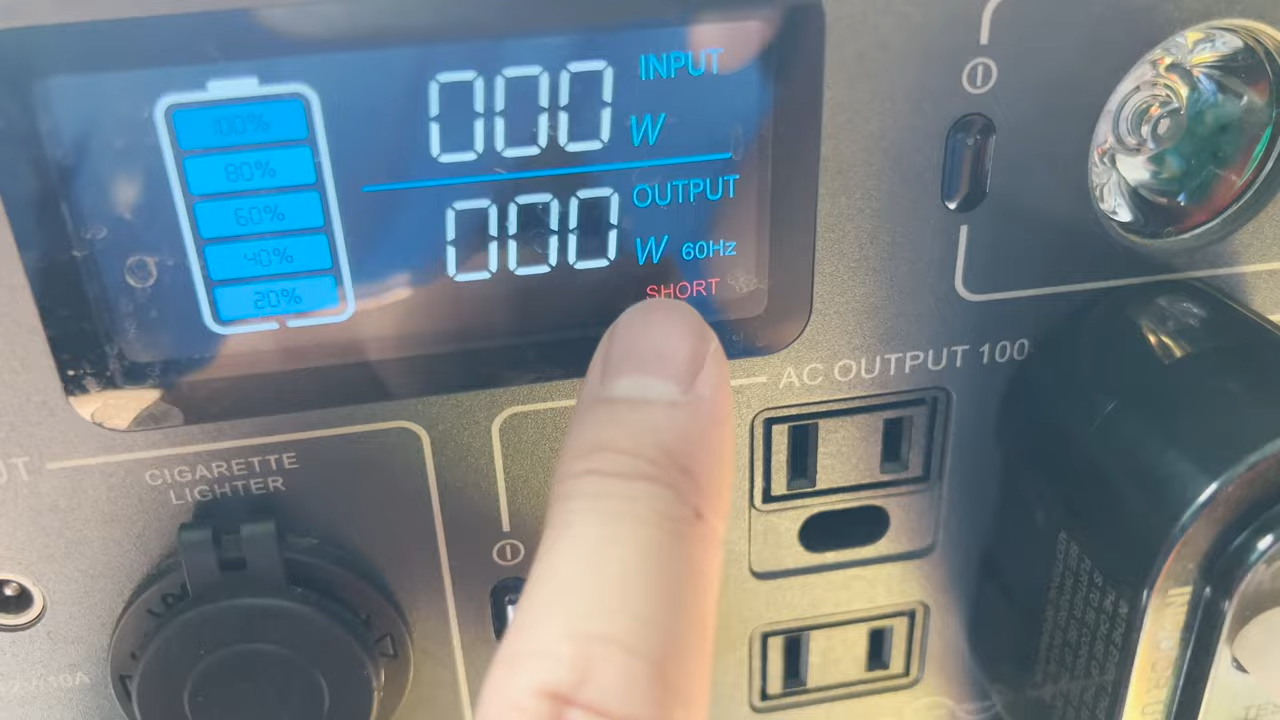 000 INPUT
W
000 OUTPUT
W 60Hz
SHORT
100%
80%
60%
40%
20%
AC OUTPUT 100
CIGARETTE
LIGHTER